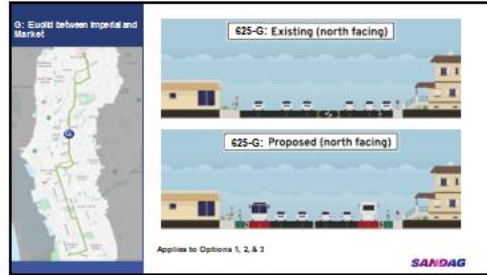 G: Euclid between Imperial and
Market
625-G: Existing (north facing)
625-G: Proposed (north facing)
Applies to Options 1, 2, & 3
SANDAG